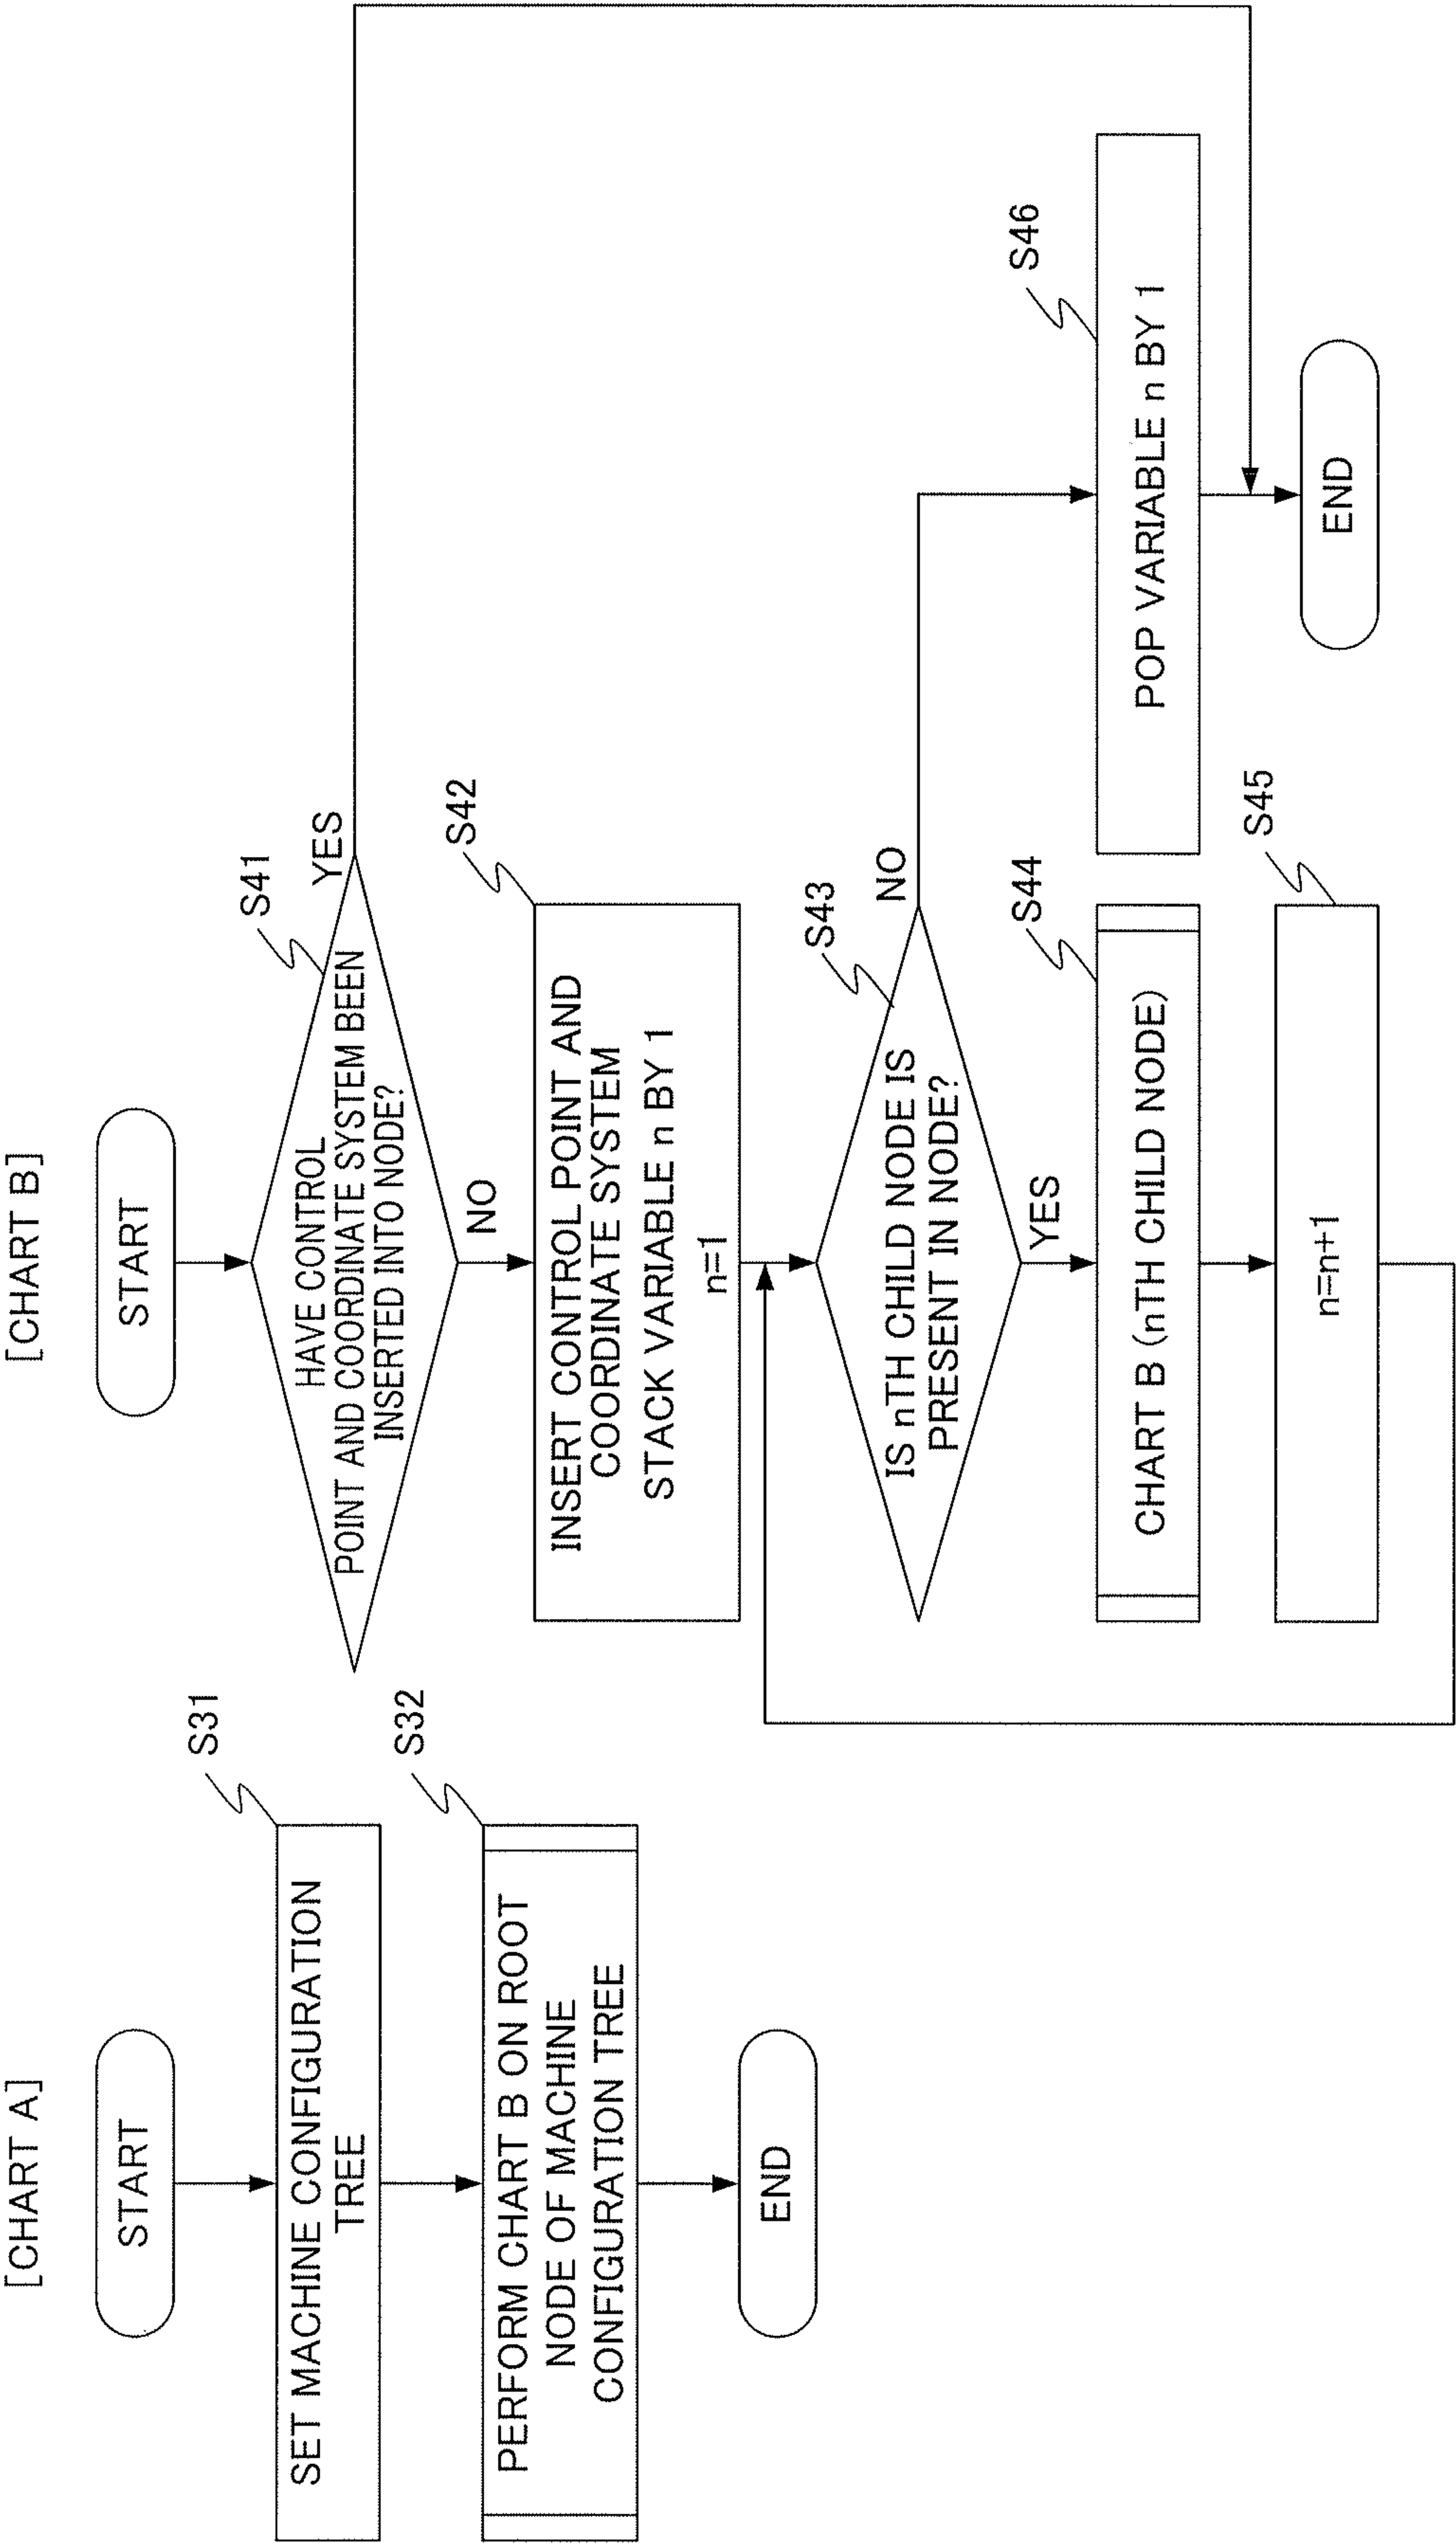 [CHART A]
START
S31
SET MACHINE CONFIGURATION
TREE
S32
PERFORM CHART B ON ROOT
NODE OF MACHINE
CONFIGURATION TREE
END
[CHART B]
START
S41
HAVE CONTROL
POINT AND COORDINATE SYSTEM BEEN
INSERTED INTO NODE?
YES
NO
S42
INSERT CONTROL POINT AND
COORDINATE SYSTEM
STACK VARIABLE n BY 1
n=1
S43
IS nTH CHILD NODE IS
PRESENT IN NODE?
NO
YES
S44
CHART B (nTH CHILD NODE)
S45
n=n+1
S46
POP VARIABLE n BY 1
END